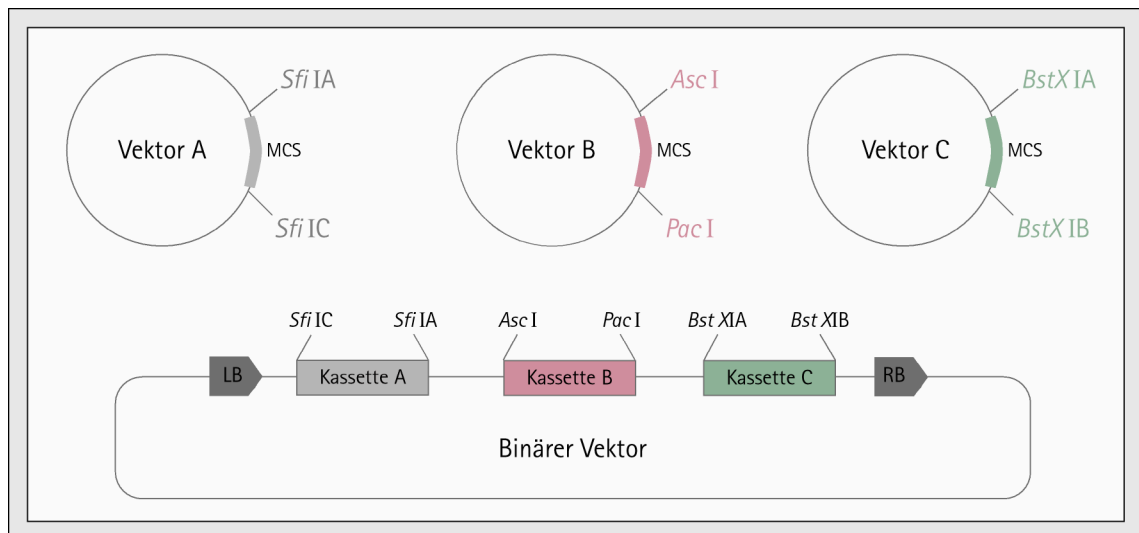 Sfi IA
Asc I
BstX IA
Vektor A
MCS
Vektor B
MCS
Vektor C
MCS
Sfi IC
Pac I
BstX IB
Sfi IC
Sfi IA
Asc I
Pac I
Bst XIA
Bst XIB
LB
Kassette A
Kassette B
Kassette C
RB
Binärer Vektor